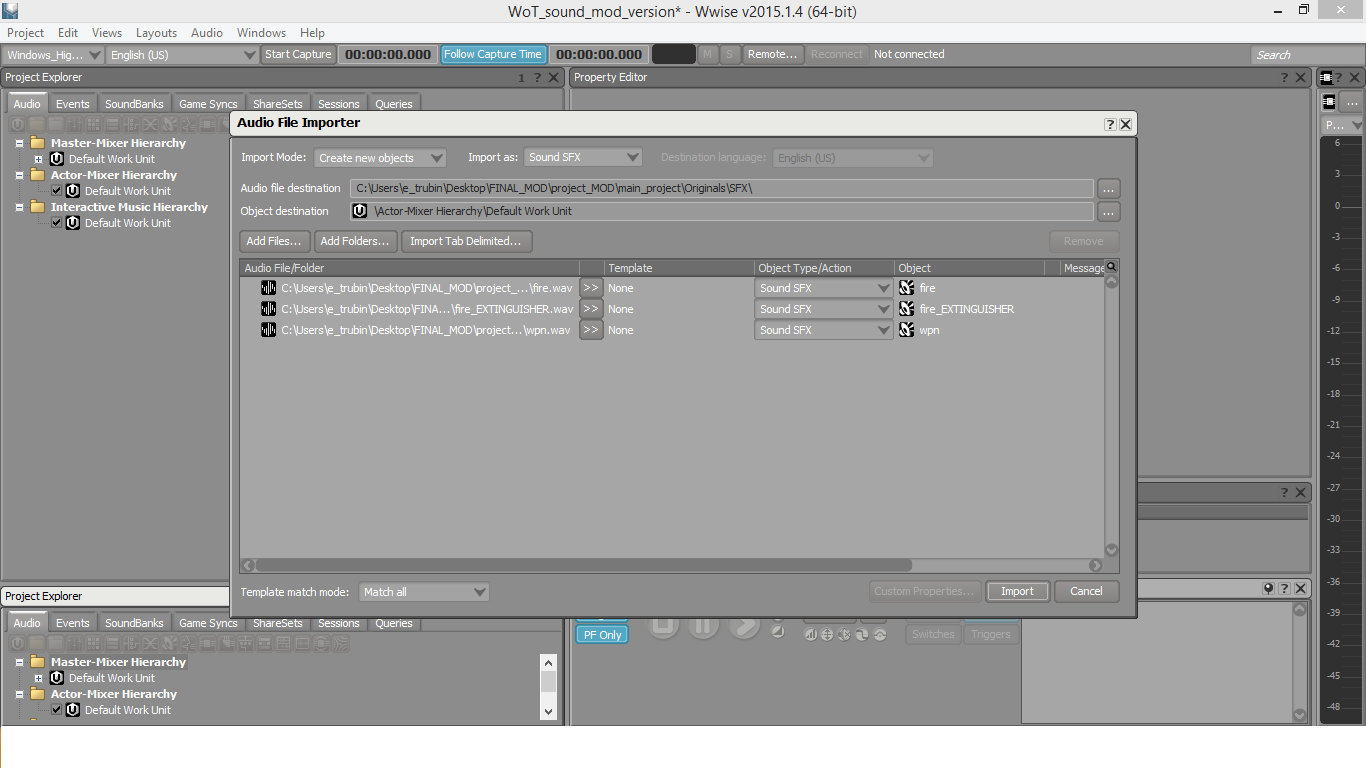 WoT_sound_mod_version* - Wwise v2015.1.4 (64-bit)
Project Edit Views Layouts Audio Windows Help
Windows_Hig... English (US) Start Capture 00:00:00.000 Follow Capture Time 00:00:00.000 M S Remote... Reconnect Not connected Search
Project Explorer 1 ? Property Editor ? ?
Audio Events SoundBanks Game Syncs ShareSets Sessions Queries ...
Master-Mixer Hierarchy
Default Work Unit
Actor-Mixer Hierarchy
Default Work Unit
Interactive Music Hierarchy
Default Work Unit
Audio File Importer ?
Import Mode: Create new objects Import as: Sound SFX Destination language: English (US)
Audio file destination C:\Users\e_trubin\Desktop\FINAL_MOD\project_MOD\main_project\Originals\SFX\ ...
Object destination \Actor-Mixer Hierarchy\Default Work Unit ...
Add Files... Add Folders... Import Tab Delimited... Remove
Audio File/Folder Template Object Type/Action Object Message
C:\Users\e_trubin\Desktop\FINAL_MOD\project_...\fire.wav >> None Sound SFX fire
C:\Users\e_trubin\Desktop\FINA...\fire_EXTINGUISHER.wav >> None Sound SFX fire_EXTINGUISHER
C:\Users\e_trubin\Desktop\FINAL_MOD\project...\wpn.wav >> None Sound SFX wpn
Template match mode: Match all Custom Properties... Import Cancel
P...
6
3
0
-3
-6
-9
-12
-15
-18
-21
-24
-27
-30
-33
-36
-39
-42
-45
-48
?
?
Project Explorer
Audio Events SoundBanks Game Syncs ShareSets Sessions Queries
Master-Mixer Hierarchy
Default Work Unit
Actor-Mixer Hierarchy
Default Work Unit
PF Only Switches Triggers